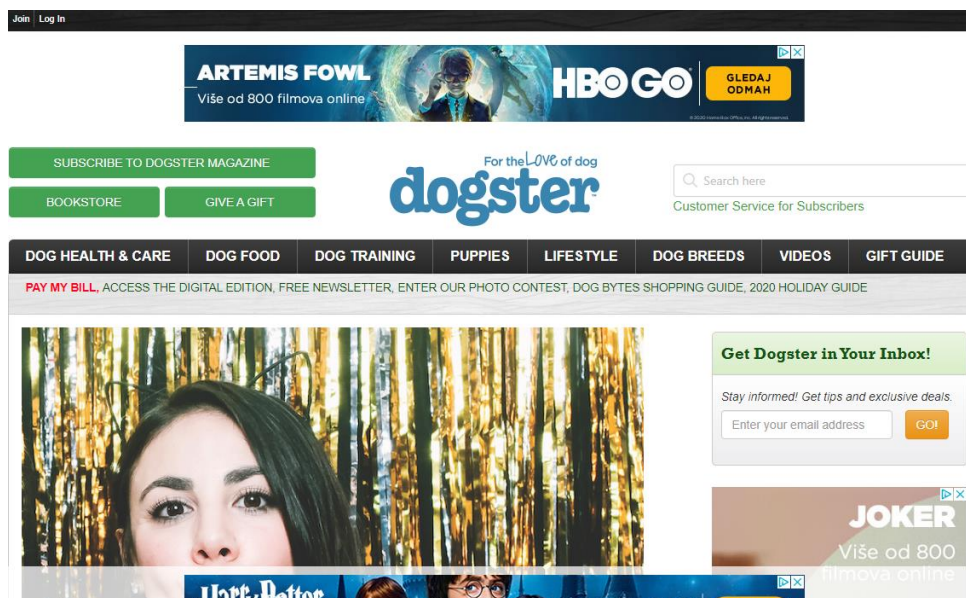 Join Log In
ARTEMIS FOWL
Više od 800 filmova online
HBO GO
GLEDAJ
ODMAH
SUBSCRIBE TO DOGSTER MAGAZINE
BOOKSTORE GIVE A GIFT
For the LOVE of dog
dogster
Search here
Customer Service for Subscribers
DOG HEALTH & CARE DOG FOOD DOG TRAINING PUPPIES LIFESTYLE DOG BREEDS VIDEOS GIFT GUIDE
PAY MY BILL, ACCESS THE DIGITAL EDITION, FREE NEWSLETTER, ENTER OUR PHOTO CONTEST, DOG BYTES SHOPPING GUIDE, 2020 HOLIDAY GUIDE
Get Dogster in Your Inbox!
Stay informed! Get tips and exclusive deals.
Enter your email address GO!
JOKER
Više od 800
filmova online
Harry Potter